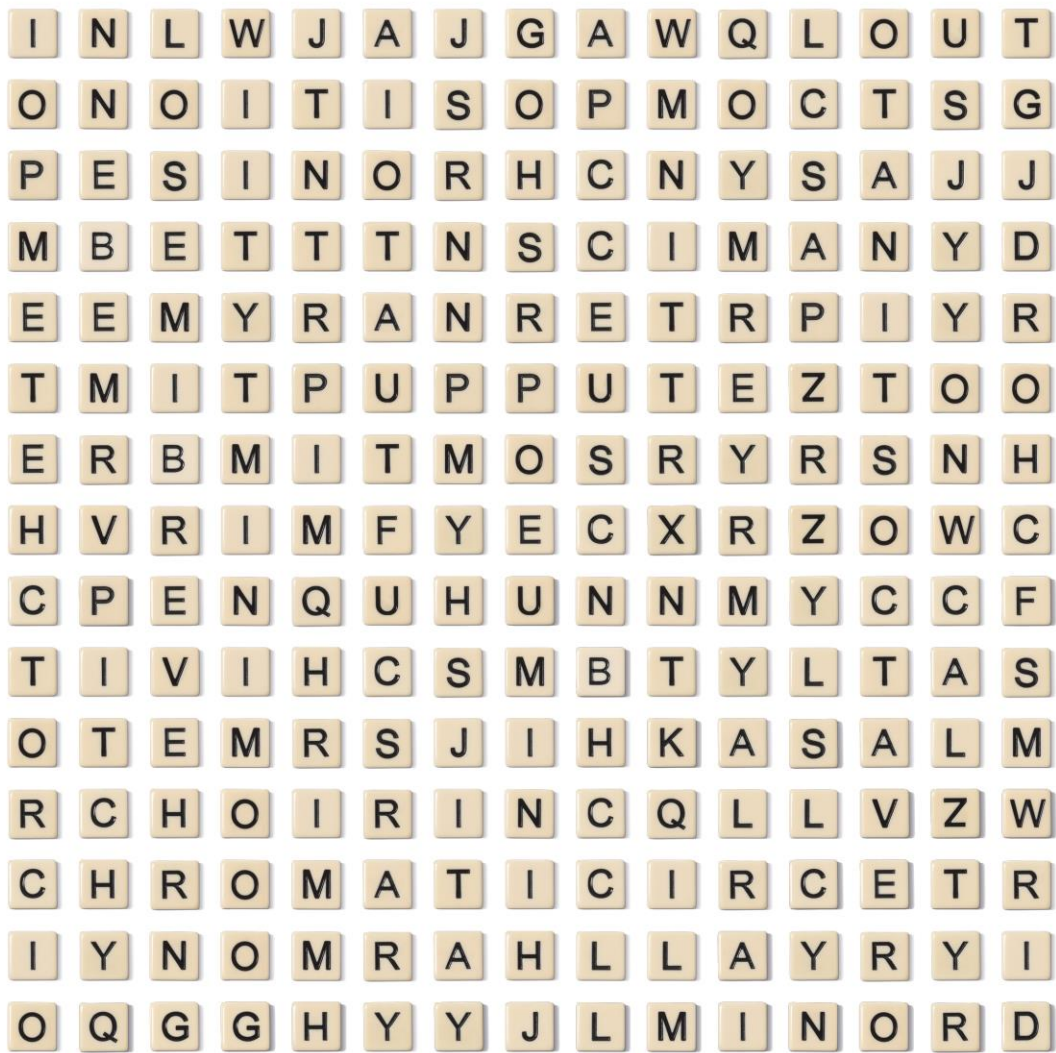 I N L W J A J G A W Q L O U T
O N O I T I S O P M O C T S G
P E S I N O R H C N Y S A J J
M B E T T T N S C I M A N Y D
E E M Y R A N R E T R P I Y R
T M I T P U P P U T E Z T O O
E R B M I T M O S R Y R S N H
H V R I M F Y E C X R Z O W C
C P E N Q U H U N N M Y C C F
T I V I H C S M B T Y L T A S
O T E M R S J I H K A S A L M
R C H O I R I N C Q L L V Z W
C H R O M A T I C I R C E T R
I Y N O M R A H L L A Y R Y I
O Q G G H Y Y J L M I N O R D